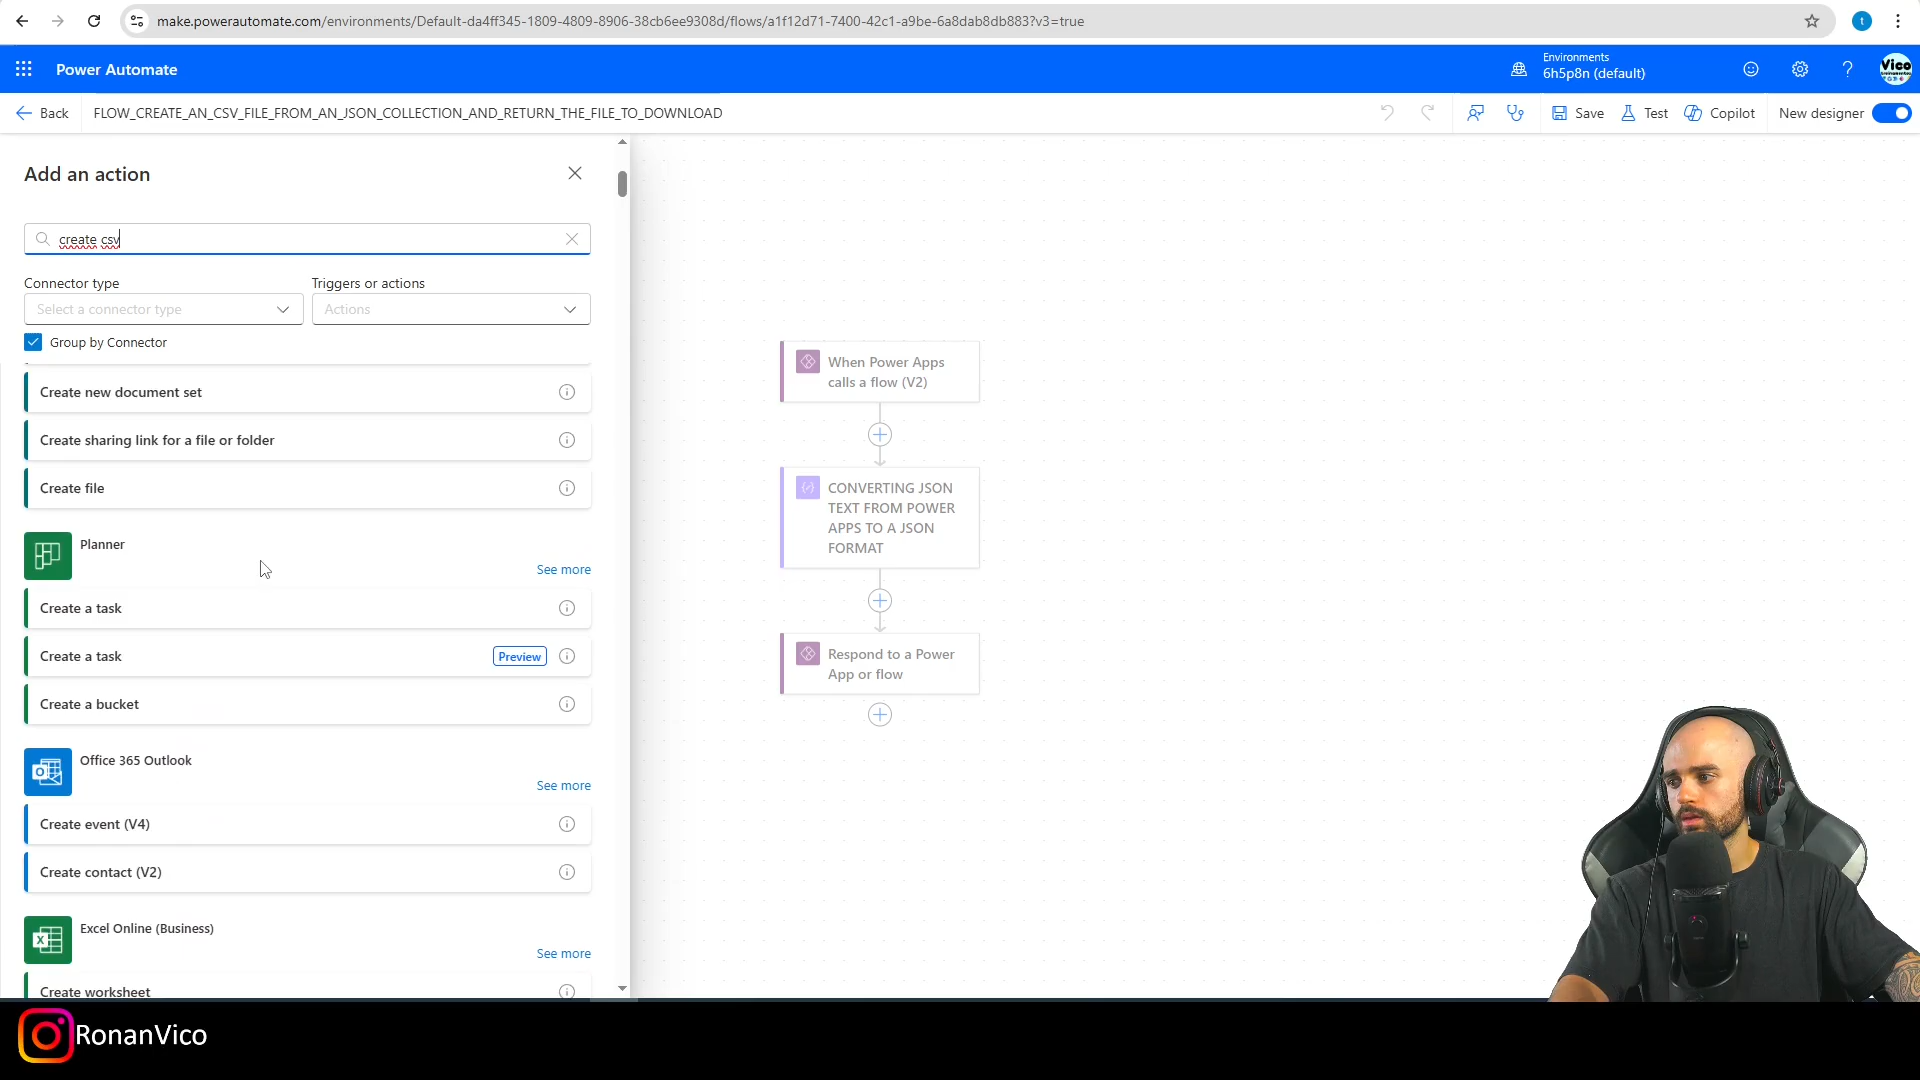 make.powerautomate.com/environments/Default-da4ff345-1809-4809-8906-38cb6ee9308d/flows/a1f12d71-7400-42c1-a9be-6a8dab8db883?v3=true
t
Power Automate
Environments
6h5p8n (default)
?
Vico
Back
FLOW_CREATE_AN_CSV_FILE_FROM_AN_JSON_COLLECTION_AND_RETURN_THE_FILE_TO_DOWNLOAD
Save
Test
Copilot
New designer
Add an action
create csv
Connector type
Triggers or actions
Select a connector type
Actions
Group by Connector
Create new document set
Create sharing link for a file or folder
Create file
Planner
See more
Create a task
Create a task
Preview
Create a bucket
Office 365 Outlook
See more
Create event (V4)
Create contact (V2)
Excel Online (Business)
See more
Create worksheet
When Power Apps
calls a flow (V2)
CONVERTING JSON
TEXT FROM POWER
APPS TO A JSON
FORMAT
Respond to a Power
App or flow
RonanVico